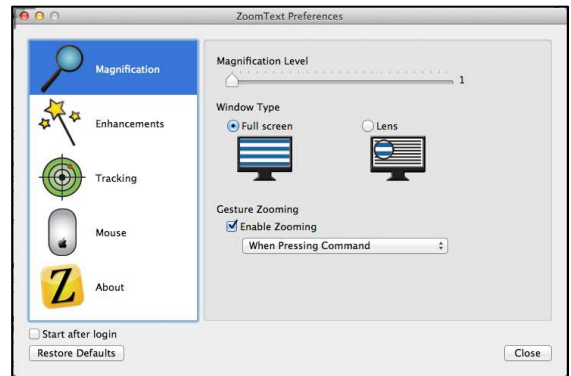 ZoomText Preferences
Magnification
Enhancements
Tracking
Mouse
Z
About
Magnification Level
1
Window Type
Full screen
Lens
Gesture Zooming
Enable Zooming
When Pressing Command
Start after login
Restore Defaults
Close